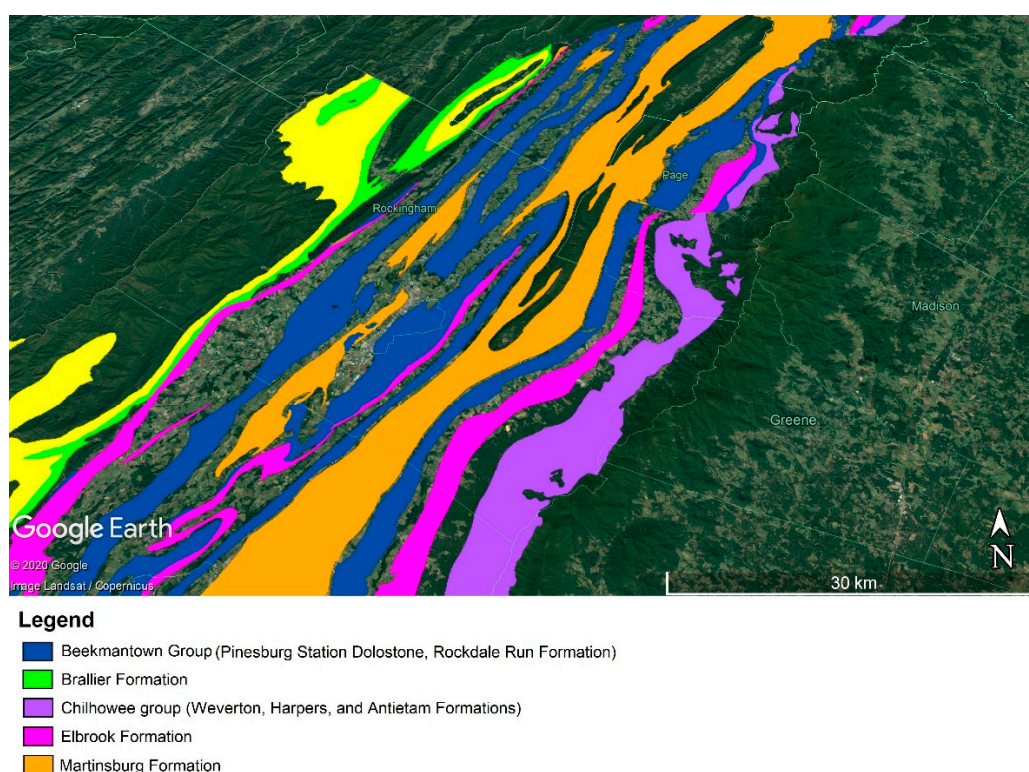 Rockingham
Page
Madison
Greene
Google Earth
© 2020 Google
Image Landsat / Copernicus
N
30 km
Legend
Beekmantown Group (Pinesburg Station Dolostone, Rockdale Run Formation)
Brallier Formation
Chilhowee group (Weverton, Harpers, and Antietam Formations)
Elbrook Formation
Martinsburg Formation